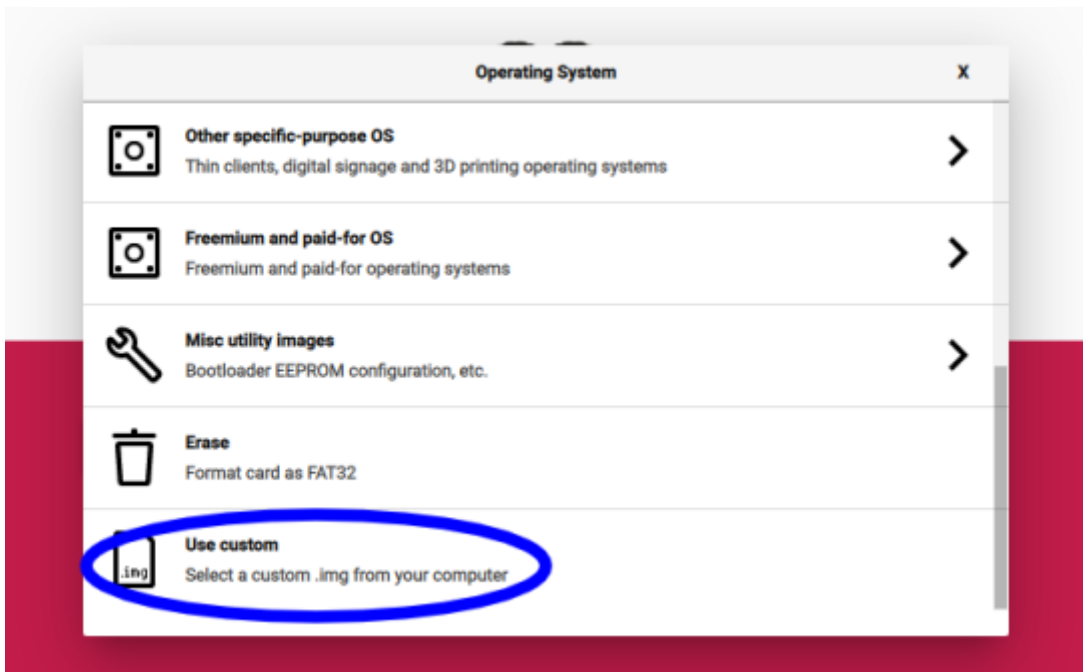 Operating System
X
Other specific-purpose OS
Thin clients, digital signage and 3D printing operating systems
Freemium and paid-for OS
Freemium and paid-for operating systems
Misc utility images
Bootloader EEPROM configuration, etc.
Erase
Format card as FAT32
Use custom
.img
Select a custom .img from your computer